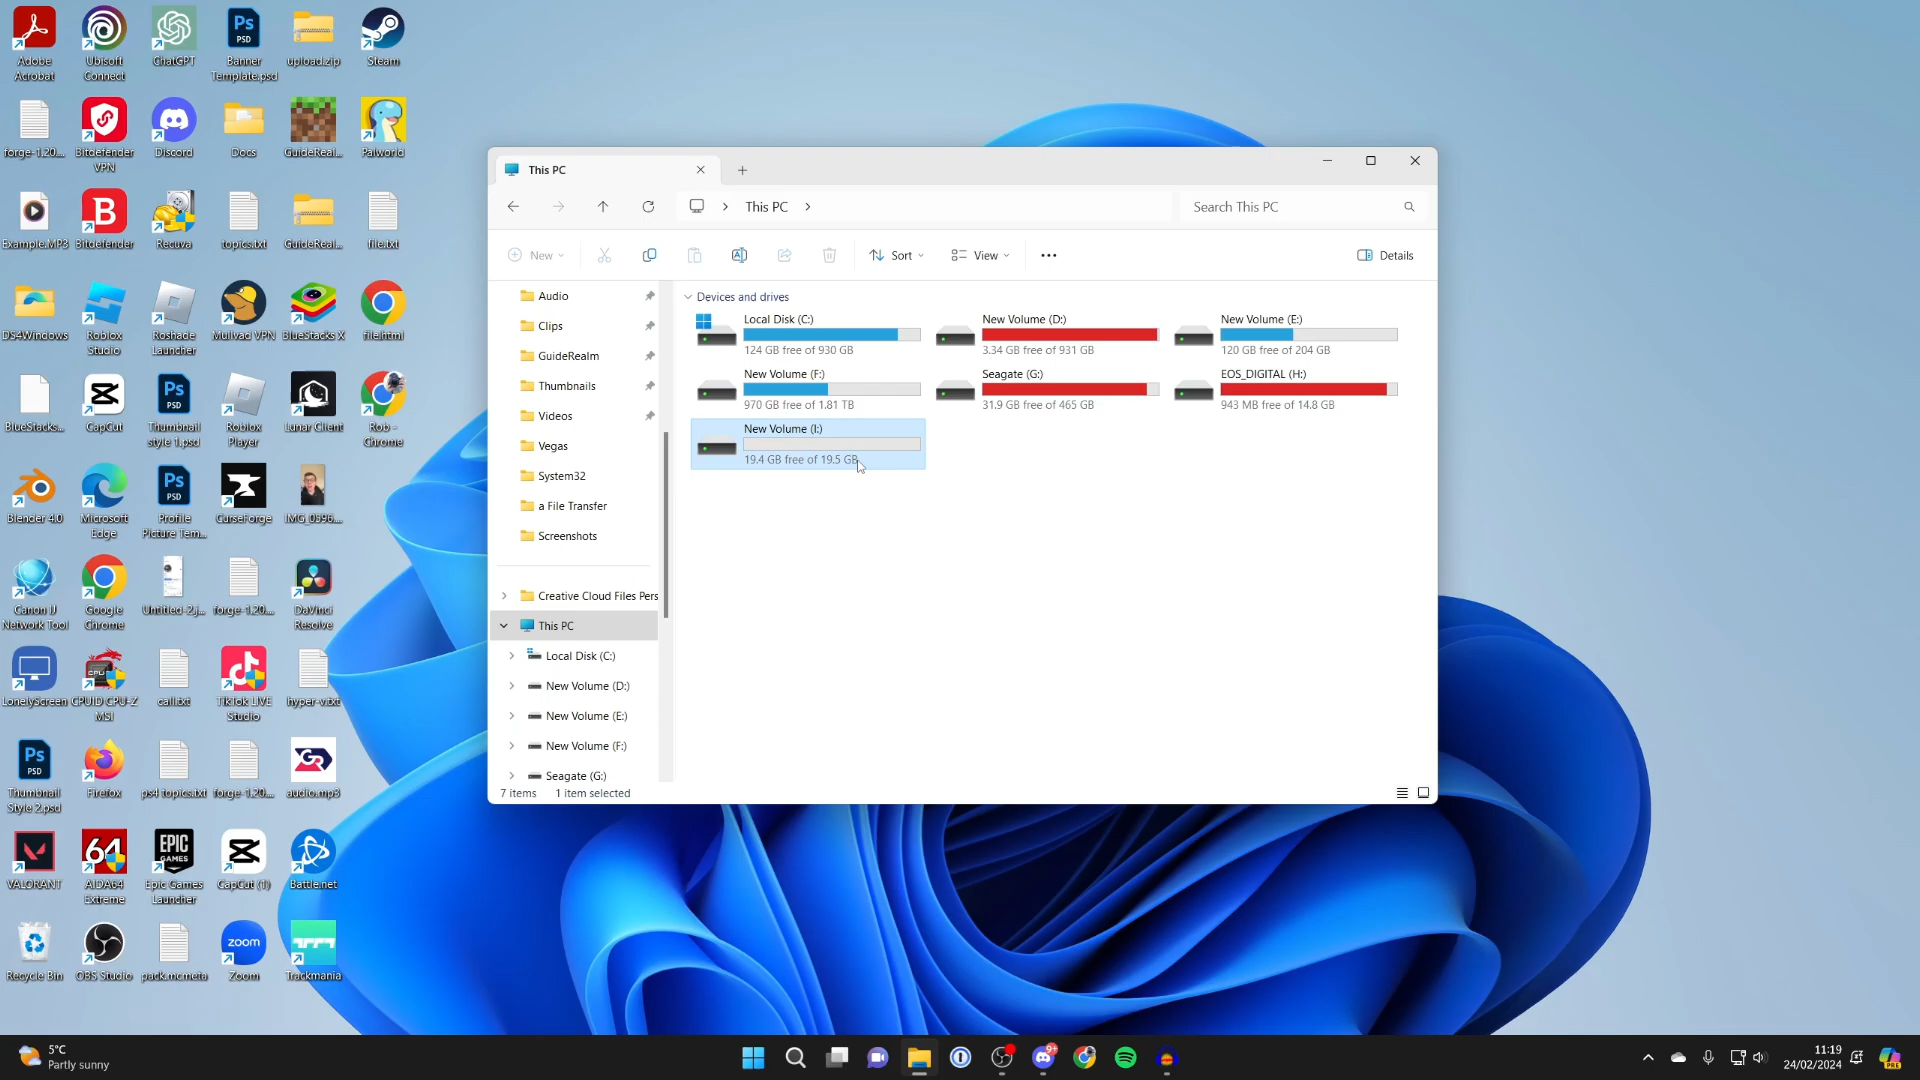 Adobe
Acrobat
Ubisoft
Connect
ChatGPT
Banner
Template.psd
upload.zip
Steam
forge-1.20...
Bitdefender
VPN
Discord
Docs
GuideReal...
Palworld
Example.MP3
Bitdefender
Recuva
topics.txt
GuideReal...
file.txt
DS4Windows
Roblox
Studio
Roshade
Launcher
Mullvad VPN
BlueStacks X
file.html
BlueStacks...
CapCut
Thumbnail
style 1.psd
Roblox
Player
Lunar Client
Rob -
Chrome
Blender 4.0
Microsoft
Edge
Profile
Picture Tem...
CurseForge
IMG_0596...
Canon IJ
Network Tool
Google
Chrome
Untitled-2.j...
forge-1.20...
DaVinci
Resolve
LonelyScreen
CPUID CPU-Z
MSI
call.txt
TikTok LIVE
Studio
hyper-v.txt
Thumbnail
Style 2.psd
Firefox
ps4 topics.txt
forge-1.20...
audio.mp3
VALORANT
64
AIDA64
Extreme
EPIC
GAMES
Epic Games
Launcher
CapCut (1)
Battle.net
Recycle Bin
OBS Studio
pack.mcmeta
zoom
Zoom
Trackmania
This PC
This PC
Search This PC
New
Sort
View
Details
Audio
Clips
GuideRealm
Thumbnails
Videos
Vegas
System32
a File Transfer
Screenshots
Creative Cloud Files Pers
This PC
Local Disk (C:)
New Volume (D:)
New Volume (E:)
New Volume (F:)
Seagate (G:)
Devices and drives
Local Disk (C:)
124 GB free of 930 GB
New Volume (D:)
3.34 GB free of 931 GB
New Volume (E:)
120 GB free of 204 GB
New Volume (F:)
970 GB free of 1.81 TB
Seagate (G:)
31.9 GB free of 465 GB
EOS_DIGITAL (H:)
943 MB free of 14.8 GB
New Volume (I:)
19.4 GB free of 19.5 GB
7 items
1 item selected
5°C
Partly sunny
9+
11:19
24/02/2024
PRE